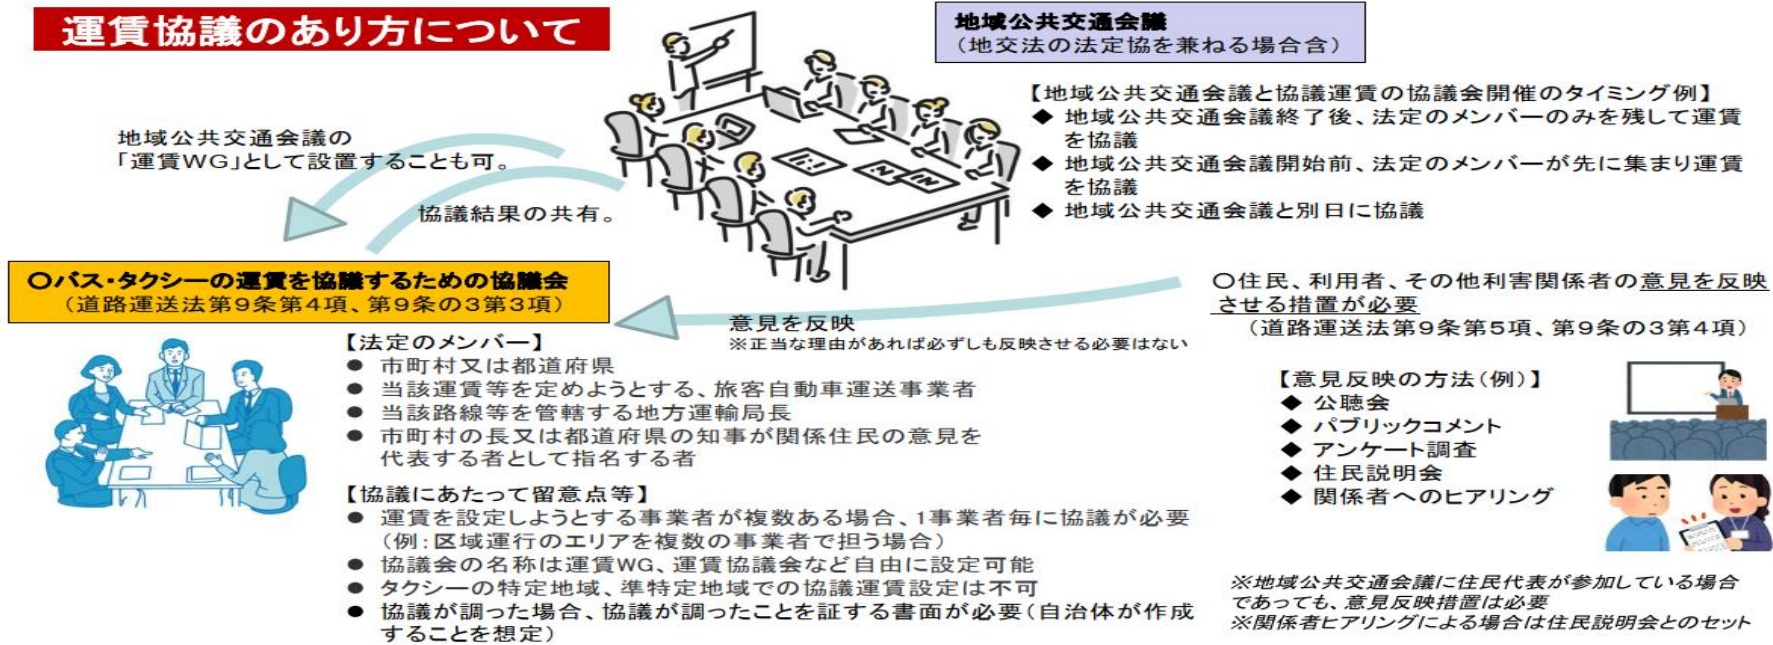 運賃協議のあり方について
地域公共交通会議
（地交法の法定協を兼ねる場合含）
【地域公共交通会議と協議運賃の協議会開催のタイミング例】
◆ 地域公共交通会議終了後、法定のメンバーのみを残して運賃
を協議
◆ 地域公共交通会議開始前、法定のメンバーが先に集まり運賃
を協議
◆ 地域公共交通会議と別日に協議
地域公共交通会議の
「運賃WG」として設置することも可。
協議結果の共有。
〇バス・タクシーの運賃を協議するための協議会
（道路運送法第９条第４項、第９条の３第３項）
意見を反映
※正当な理由があれば必ずしも反映させる必要はない
〇住民、利用者、その他利害関係者の意見を反映
させる措置が必要
（道路運送法第９条第５項、第９条の３第４項）
【法定のメンバー】
● 市町村又は都道府県
● 当該運賃等を定めようとする、旅客自動車運送事業者
● 当該路線等を管轄する地方運輸局長
● 市町村の長又は都道府県の知事が関係住民の意見を
代表する者として指名する者
【協議にあたって留意点等】
● 運賃を設定しようとする事業者が複数ある場合、1事業者毎に協議が必要
（例：区域運行のエリアを複数の事業者で担う場合）
● 協議会の名称は運賃WG、運賃協議会など自由に設定可能
● タクシーの特定地域、準特定地域での協議運賃設定は不可
● 協議が調った場合、協議が調ったことを証する書面が必要（自治体が作成
することを想定）
【意見反映の方法（例）】
◆ 公聴会
◆ パブリックコメント
◆ アンケート調査
◆ 住民説明会
◆ 関係者へのヒアリング
※地域公共交通会議に住民代表が参加している場合
であっても、意見反映措置は必要
※関係者ヒアリングによる場合は住民説明会とのセット